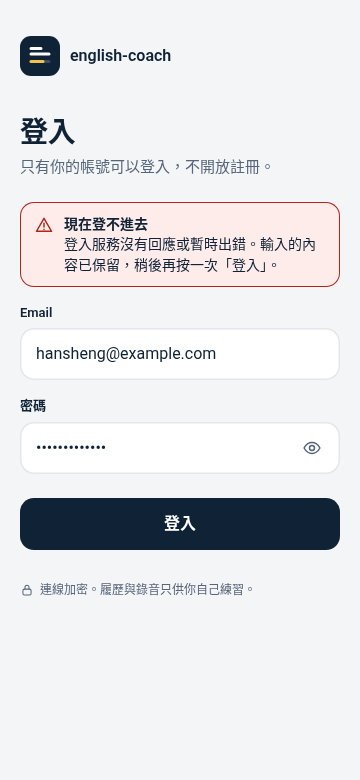 english-coach
登入
只有你的帳號可以登入，不開放註冊。
現在登不進去
登入服務沒有回應或暫時出錯。輸入的內
容已保留，稍後再按一次「登入」。
Email
hansheng@example.com
密碼
•••••••••••••
登入
連線加密。履歷與錄音只供你自己練習。